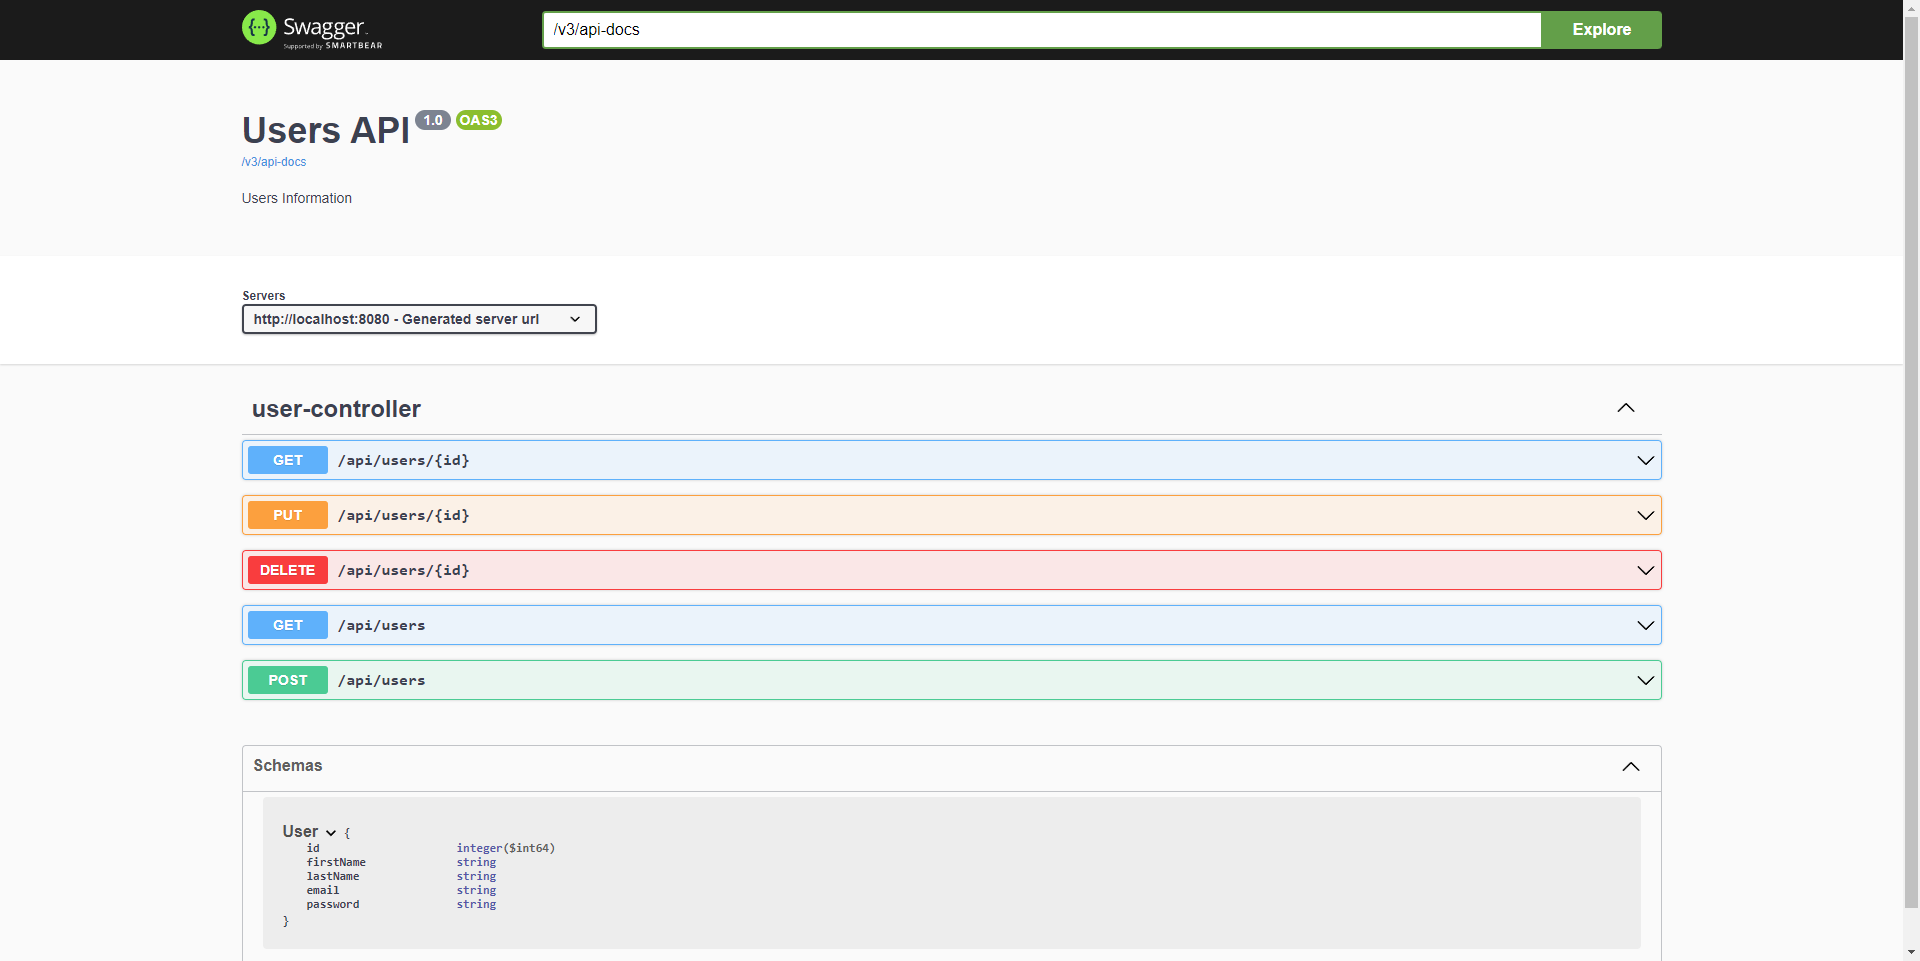 Swagger
Supported by SMARTBEAR
/v3/api-docs
Explore
Users API 1.0 OAS3
/v3/api-docs
Users Information
Servers
http://localhost:8080 - Generated server url
user-controller
GET /api/users/{id}
PUT /api/users/{id}
DELETE /api/users/{id}
GET /api/users
POST /api/users
Schemas
User {
id integer($int64)
firstName string
lastName string
email string
password string
}